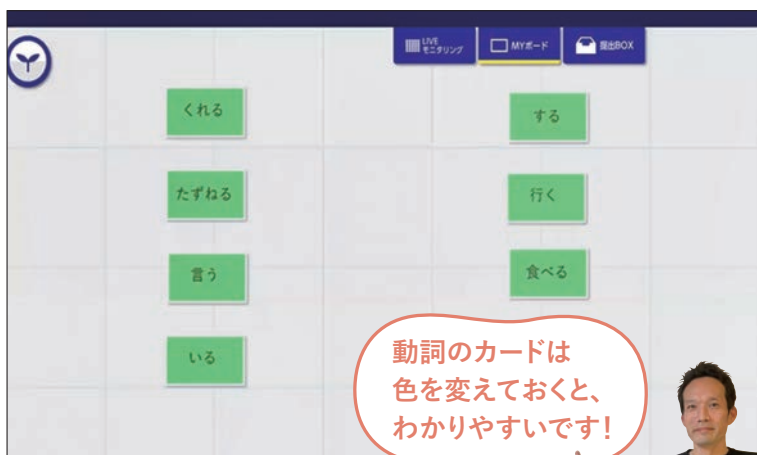 LIVE
モニタリング
MYボード
提出BOX
くれる
たずねる
言う
いる
する
行く
食べる
動詞のカードは
色を変えておくと、
わかりやすいです!